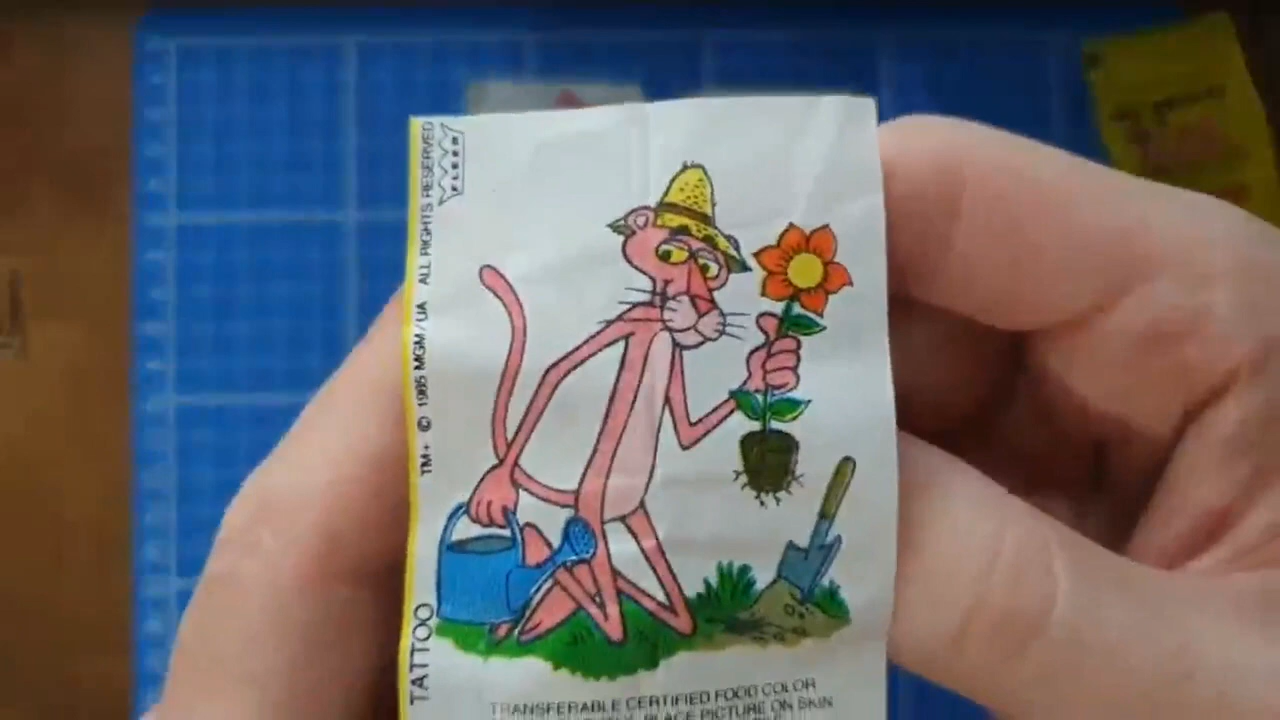 FLEER
TATTOO TM+ © 1985 MGM/UA ALL RIGHTS RESERVED
TRANSFERABLE CERTIFIED FOOD COLOR
PLACE PICTURE ON SKIN